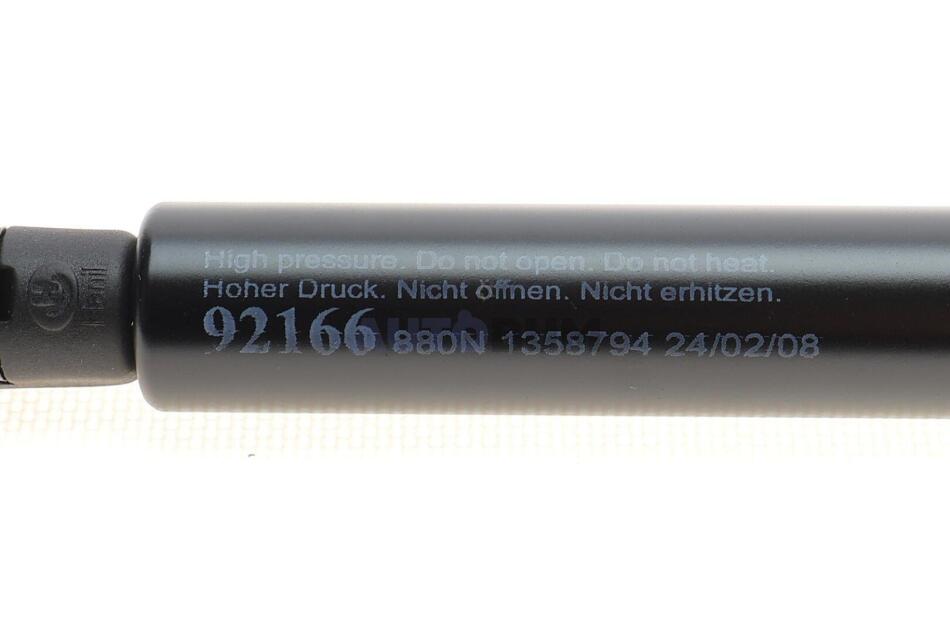 High pressure. Do not open. Do not heat.
Hoher Druck. Nicht öffnen. Nicht erhitzen.
92166 880N 1358794 24/02/08